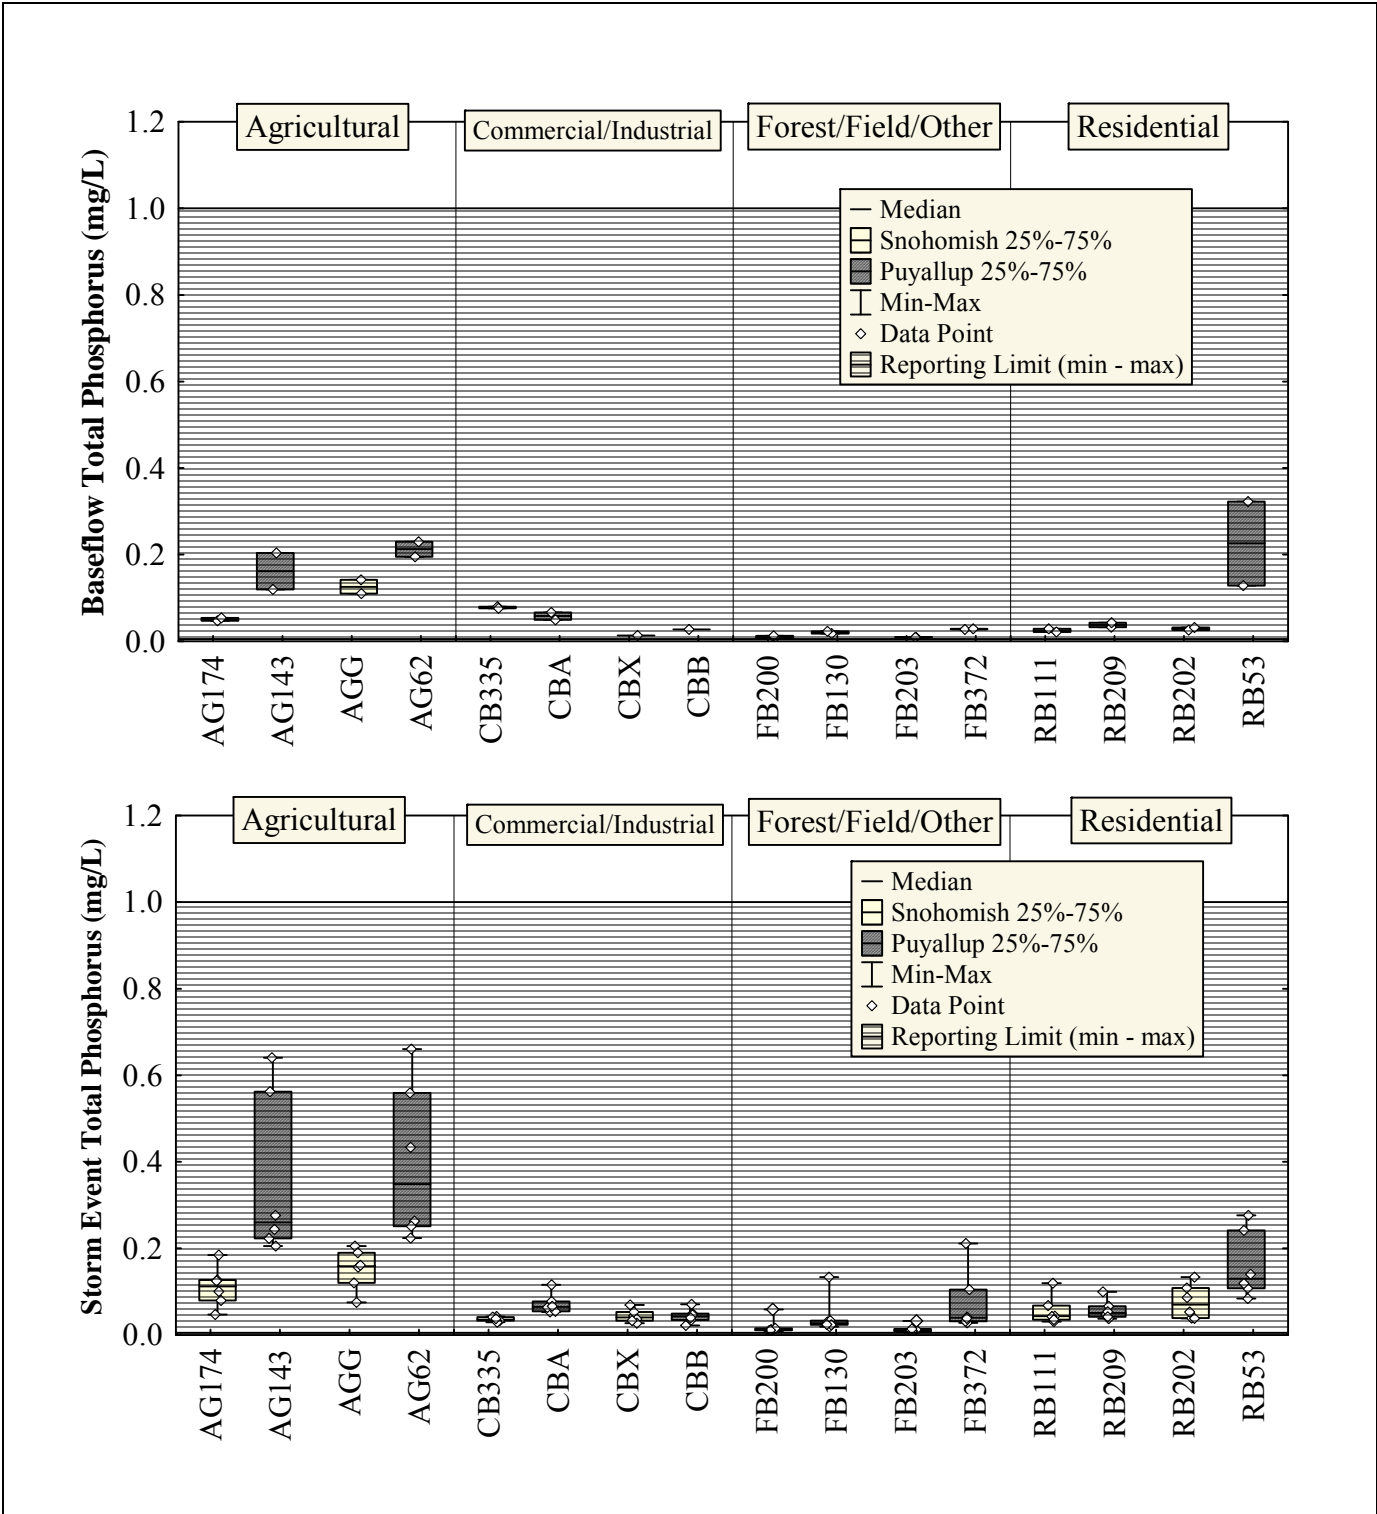 Agricultural Commercial/Industrial Forest/Field/Other Residential
Baseflow Total Phosphorus (mg/L)
1.2
1.0
0.8
0.6
0.4
0.2
0.0
Median
Snohomish 25%-75%
Puyallup 25%-75%
Min-Max
Data Point
Reporting Limit (min - max)
AG174 AG143 AGG AG62 CB335 CBA CBX CBB FB200 FB130 FB203 FB372 RB111 RB209 RB202 RB53
Agricultural Commercial/Industrial Forest/Field/Other Residential
Storm Event Total Phosphorus (mg/L)
1.2
1.0
0.8
0.6
0.4
0.2
0.0
Median
Snohomish 25%-75%
Puyallup 25%-75%
Min-Max
Data Point
Reporting Limit (min - max)
AG174 AG143 AGG AG62 CB335 CBA CBX CBB FB200 FB130 FB203 FB372 RB111 RB209 RB202 RB53